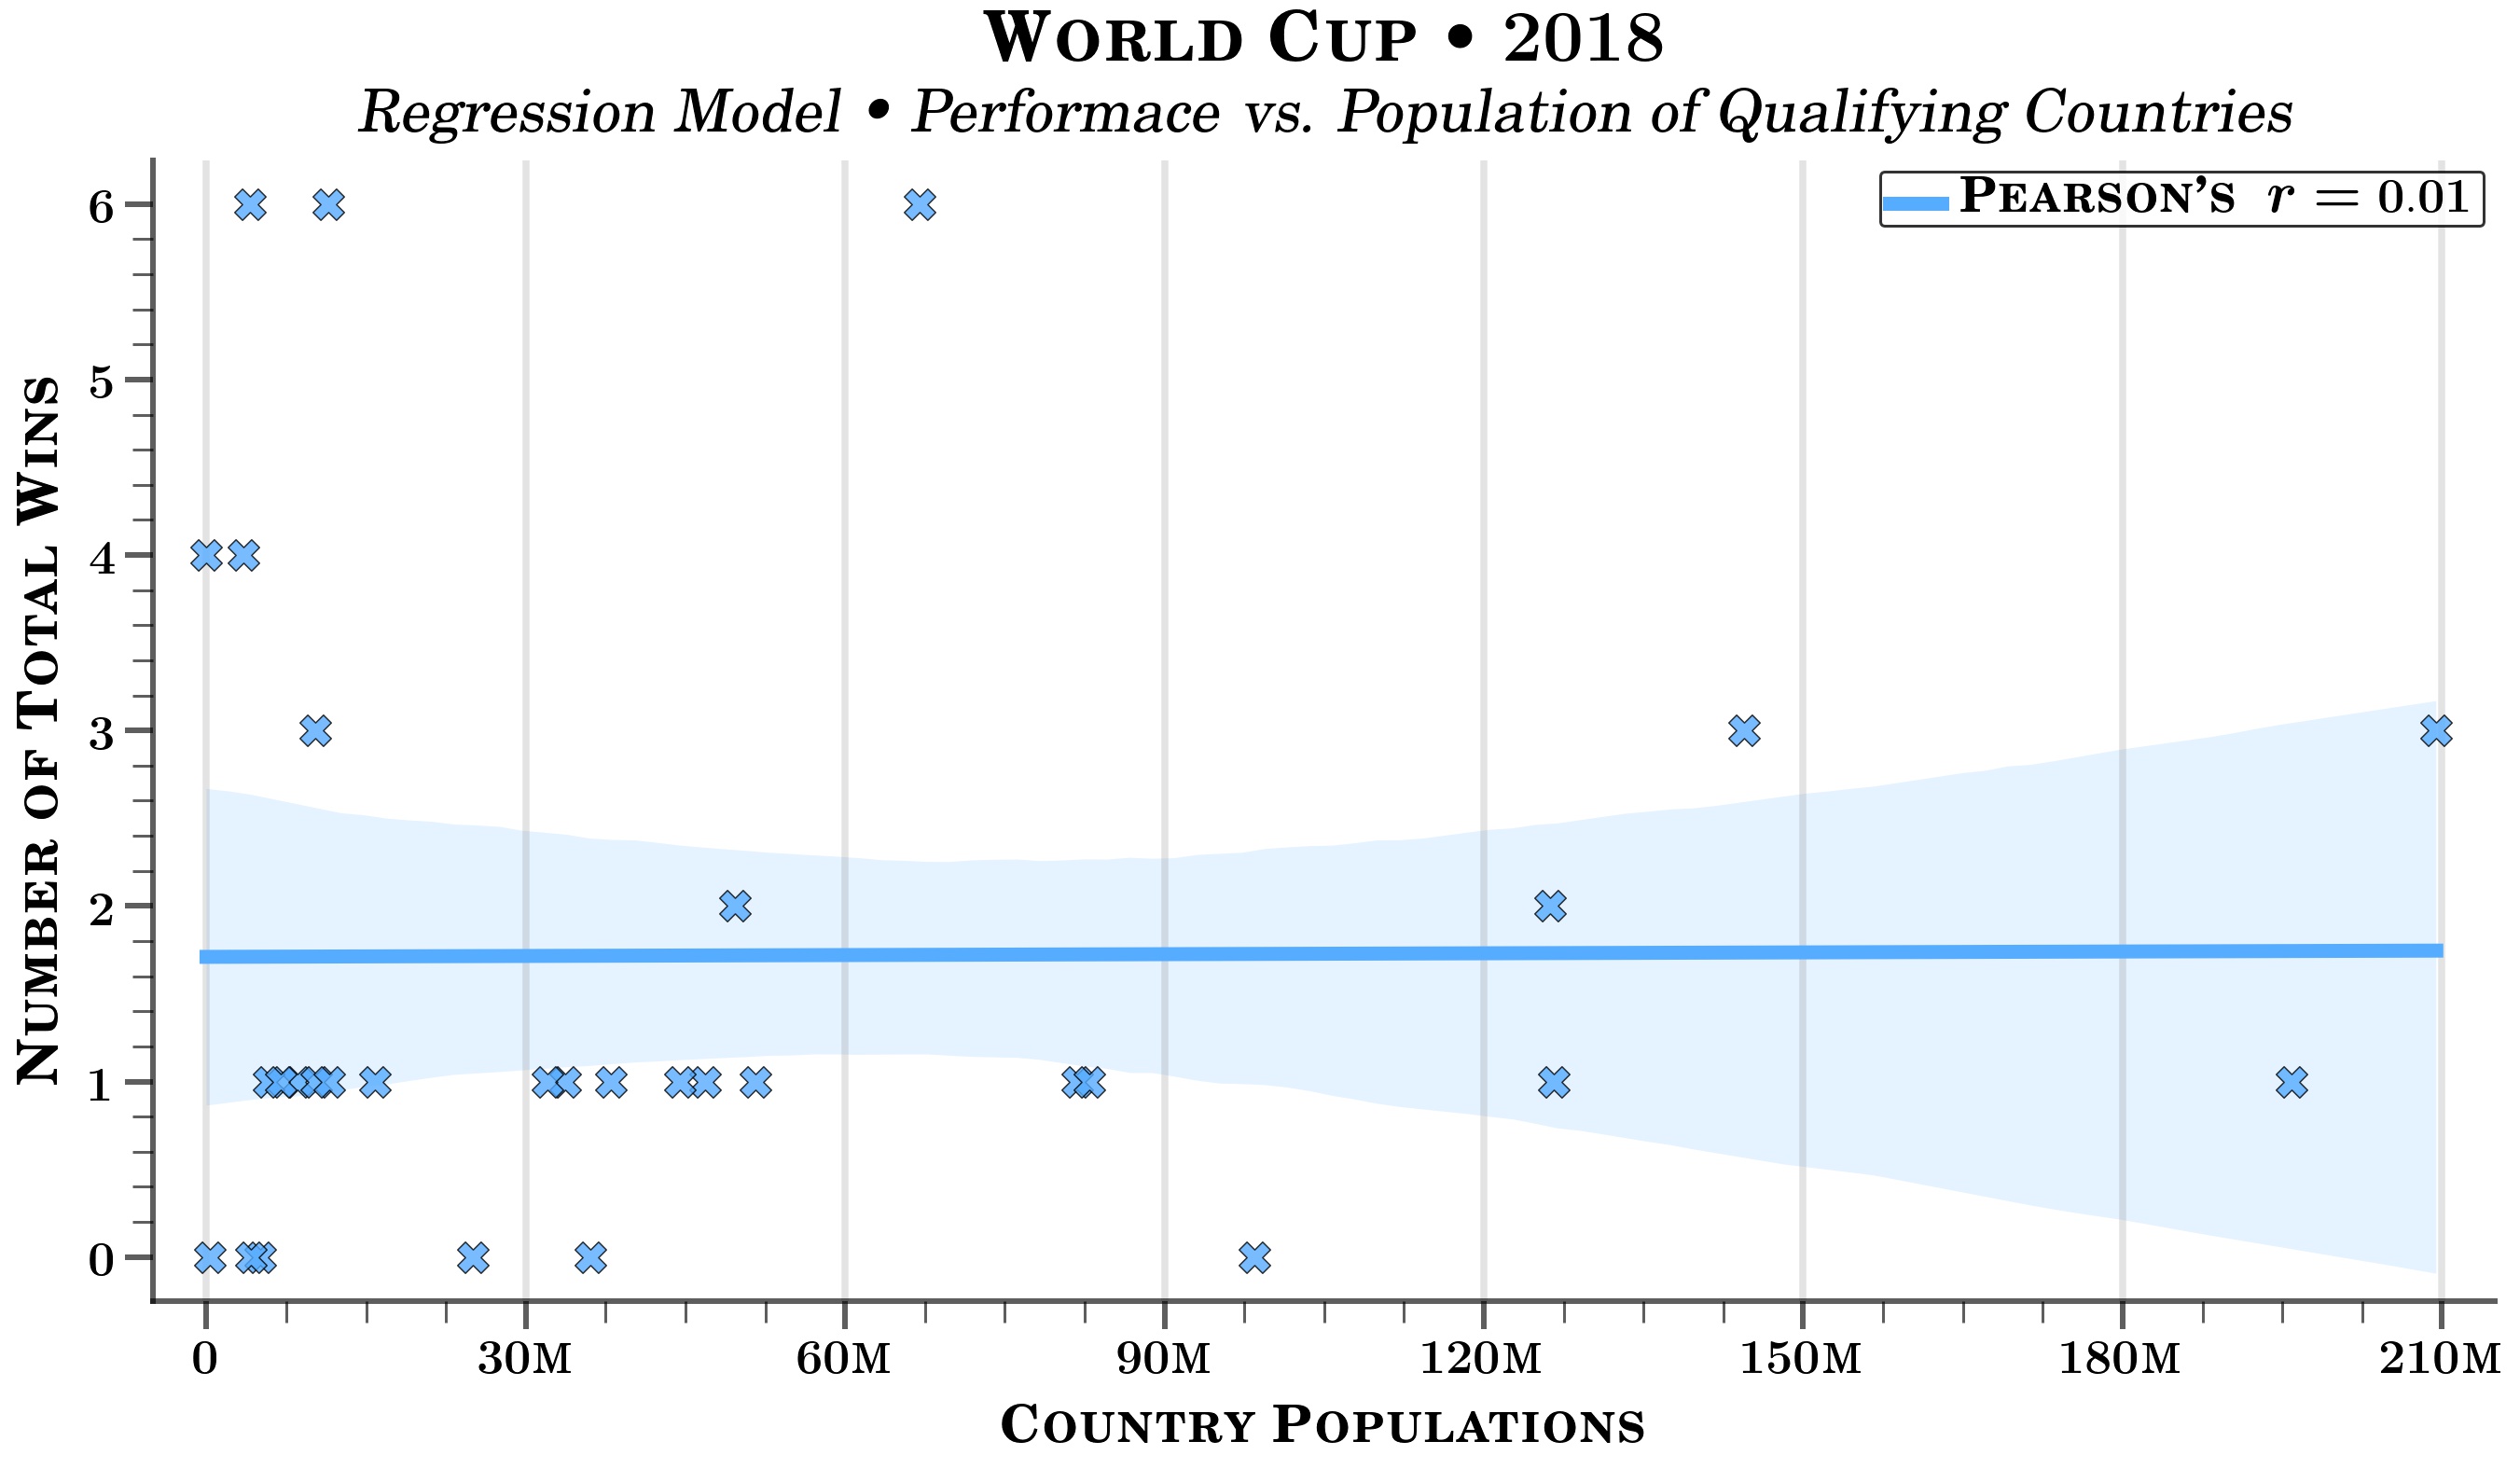 World Cup • 2018
Regression Model • Performace vs. Population of Qualifying Countries
Pearson's r = 0.01
Number of Total Wins
6
5
4
3
2
1
0
0 30M 60M 90M 120M 150M 180M 210M
Country Populations